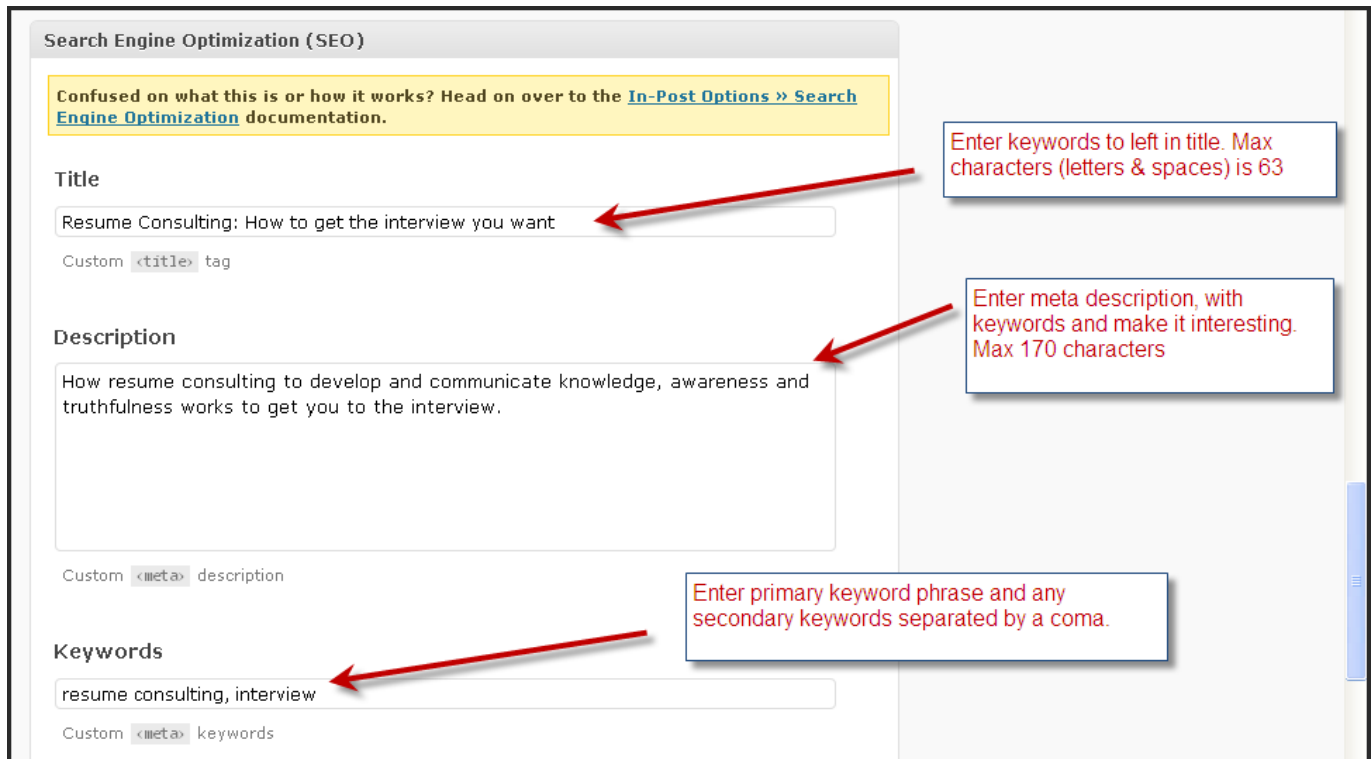 Search Engine Optimization (SEO)
Confused on what this is or how it works? Head on over to the In-Post Options » Search
Engine Optimization documentation.
Enter keywords to left in title. Max
characters (letters & spaces) is 63
Title
Resume Consulting: How to get the interview you want
Custom <title> tag
Enter meta description, with
keywords and make it interesting.
Max 170 characters
Description
How resume consulting to develop and communicate knowledge, awareness and
truthfulness works to get you to the interview.
Custom <meta> description
Enter primary keyword phrase and any
secondary keywords separated by a coma.
Keywords
resume consulting, interview
Custom <meta> keywords